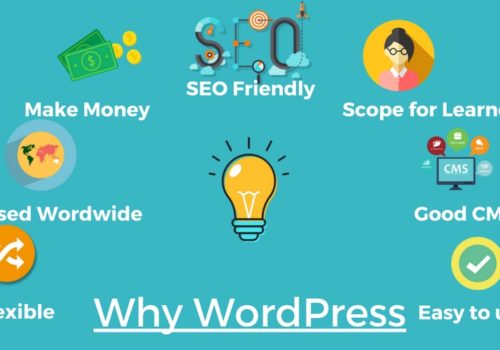 SEO
SEO Friendly
Make Money
Scope for Learne
sed Wordwide
CMS
Good CM
exible
Why WordPress
Easy to u